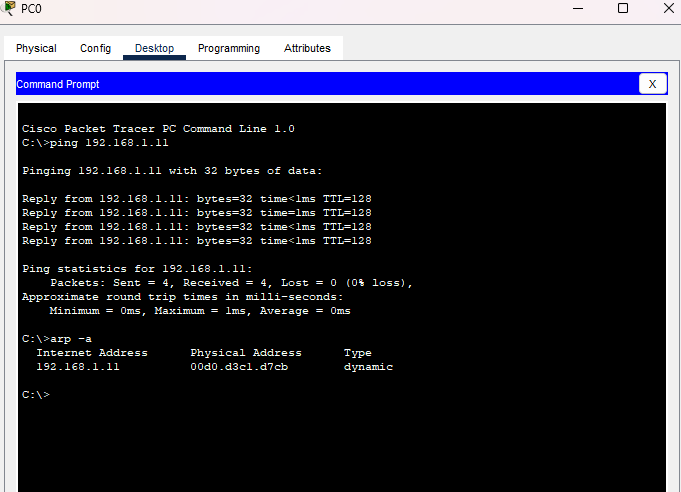 PC0
Physical Config Desktop Programming Attributes
Command Prompt
X
Cisco Packet Tracer PC Command Line 1.0
C:\>ping 192.168.1.11
Pinging 192.168.1.11 with 32 bytes of data:
Reply from 192.168.1.11: bytes=32 time<1ms TTL=128
Reply from 192.168.1.11: bytes=32 time=1ms TTL=128
Reply from 192.168.1.11: bytes=32 time<1ms TTL=128
Reply from 192.168.1.11: bytes=32 time<1ms TTL=128
Ping statistics for 192.168.1.11:
Packets: Sent = 4, Received = 4, Lost = 0 (0% loss),
Approximate round trip times in milli-seconds:
Minimum = 0ms, Maximum = 1ms, Average = 0ms
C:\>arp -a
Internet Address Physical Address Type
192.168.1.11 00d0.d3c1.d7cb dynamic
C:\>